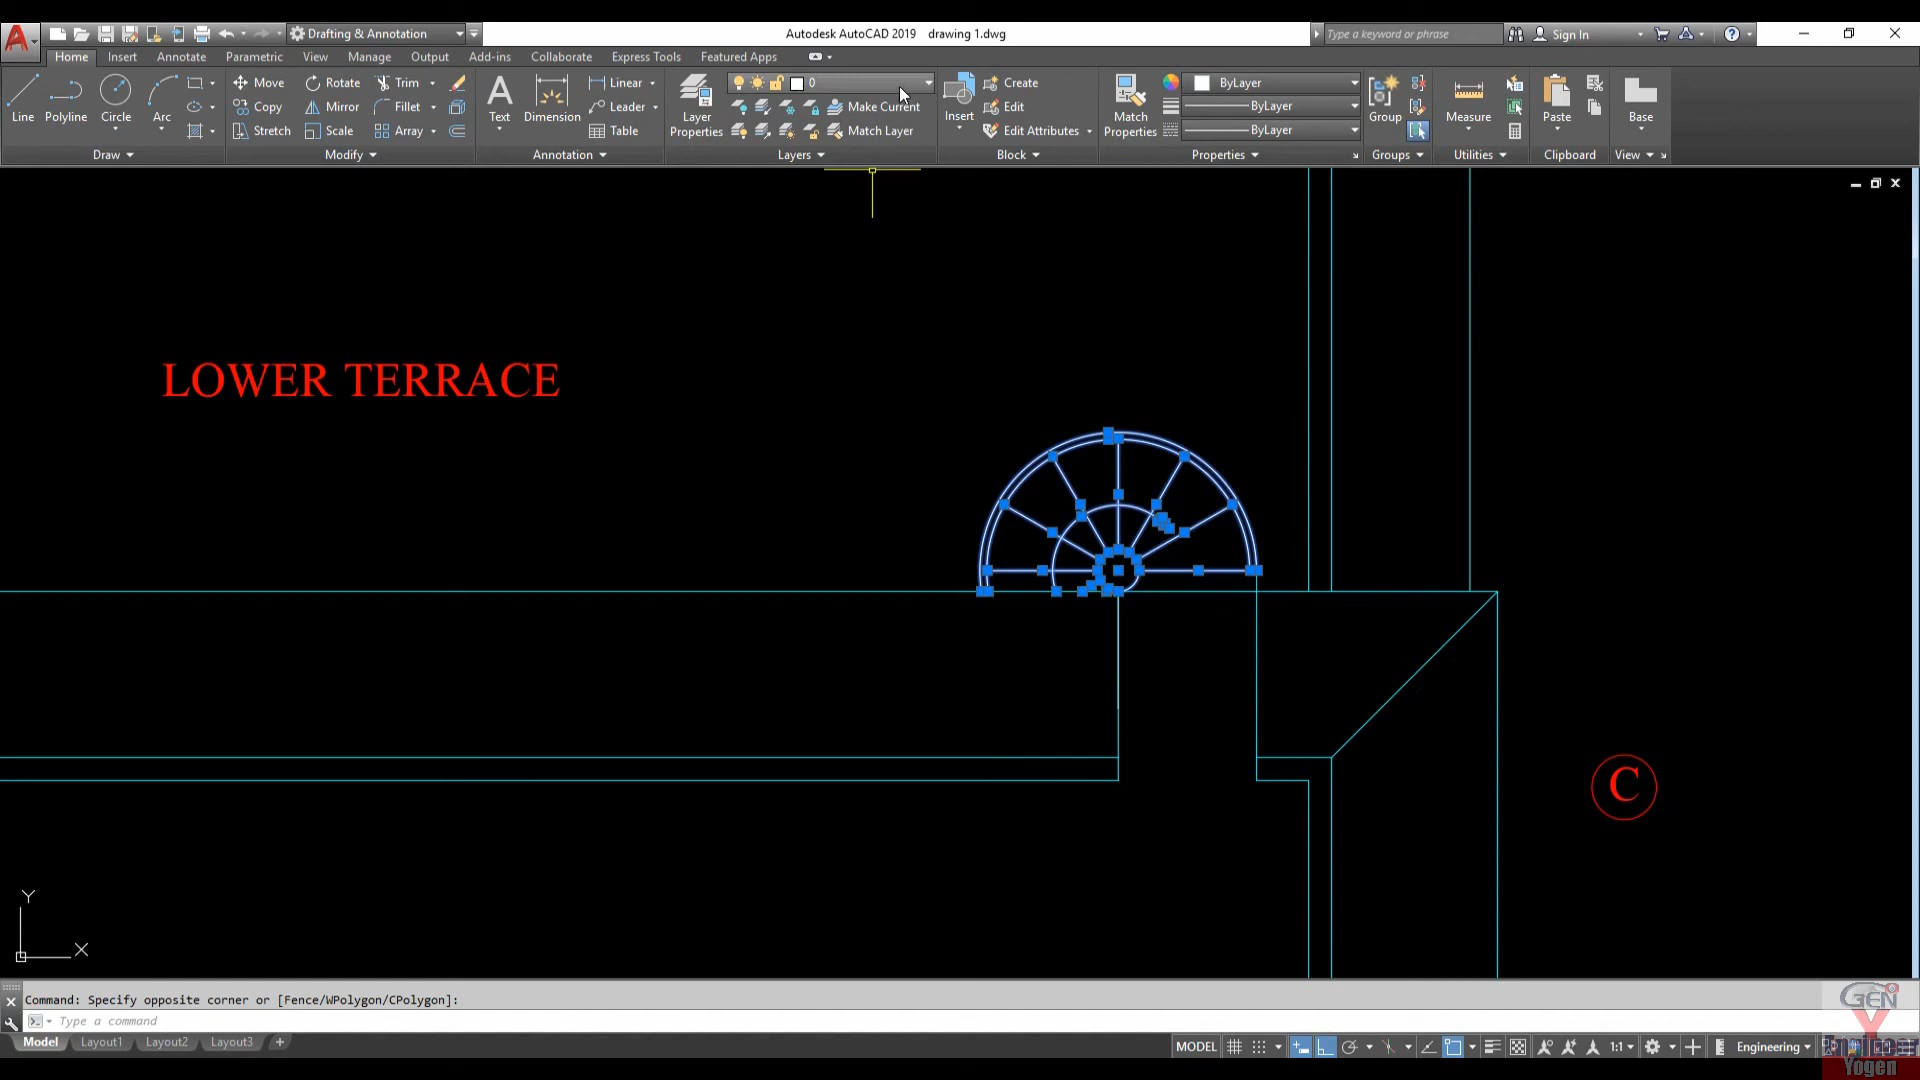 A
Drafting & Annotation
Autodesk AutoCAD 2019 drawing 1.dwg
Type a keyword or phrase
Sign In
Home Insert Annotate Parametric View Manage Output Add-ins Collaborate Express Tools Featured Apps
Line Polyline Circle Arc
Draw
Move Rotate Trim
Copy Mirror Fillet
Stretch Scale Array
Modify
Text Dimension
Linear
Leader
Table
Annotation
Layer Properties
0
Make Current
Match Layer
Layers
Insert
Create
Edit
Edit Attributes
Block
Match Properties
ByLayer
ByLayer
ByLayer
Properties
Group
Groups
Measure
Utilities
Paste
Clipboard
Base
View
LOWER TERRACE
C
Y
X
Command: Specify opposite corner or [Fence/WPolygon/CPolygon]:
Type a command
Model Layout1 Layout2 Layout3 +
MODEL
1:1
Engineering
GEN
Y
Engineer
Yogen